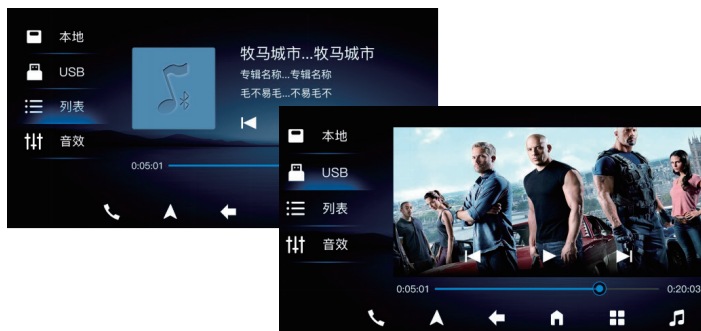 本地
USB
列表
音效
牧马城市...牧马城市
专辑名称...专辑名称
毛不易毛...不易毛不
0:05:01
本地
USB
列表
音效
0:05:01
0:20:03